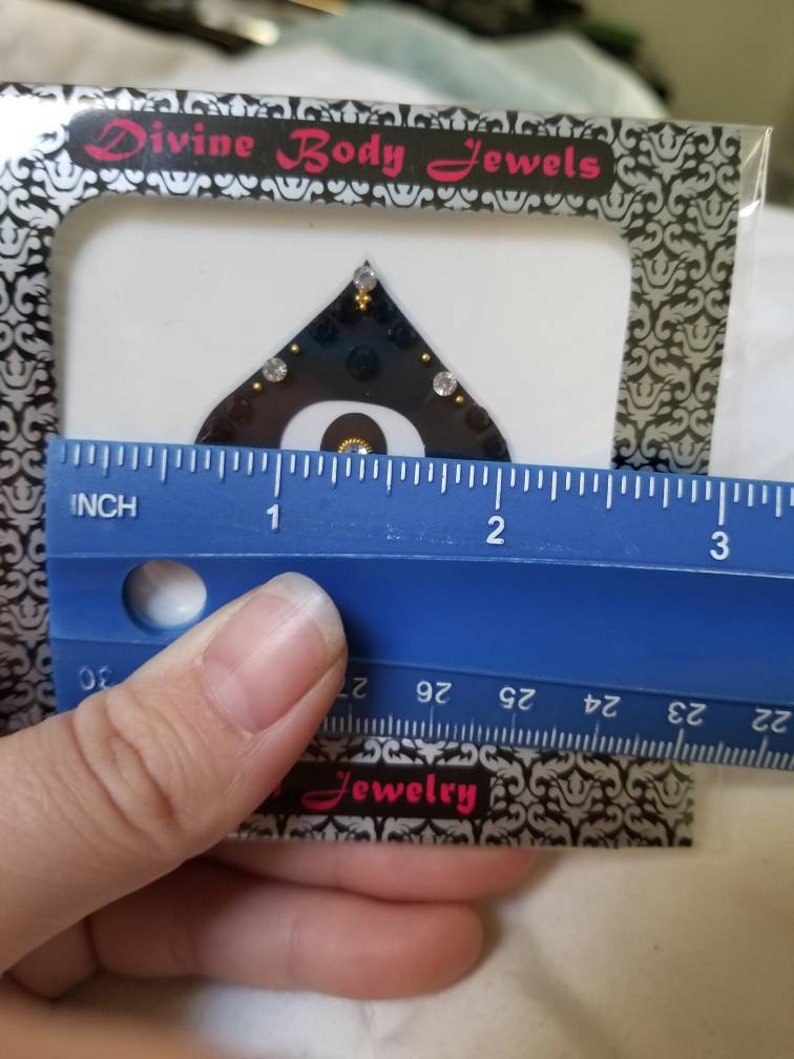 Divine Body Jewels
INCH 1 2 3
30 27 26 25 24 23 22
Jewelry